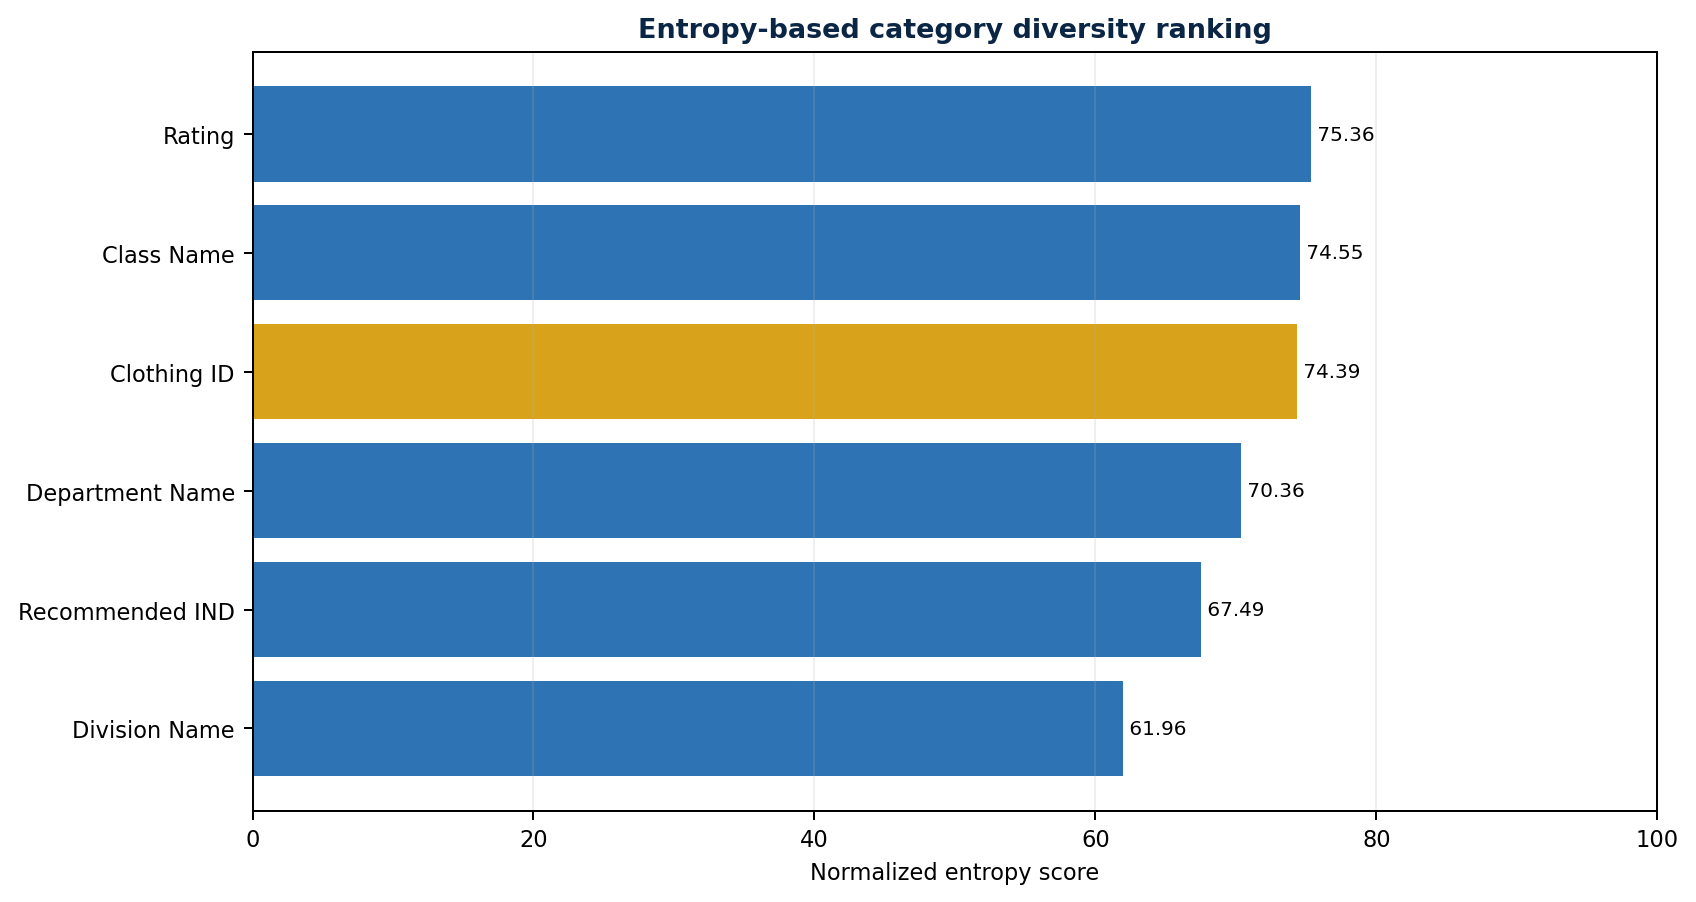 Entropy-based category diversity ranking
Rating 75.36
Class Name 74.55
Clothing ID 74.39
Department Name 70.36
Recommended IND 67.49
Division Name 61.96
0 20 40 60 80 100
Normalized entropy score